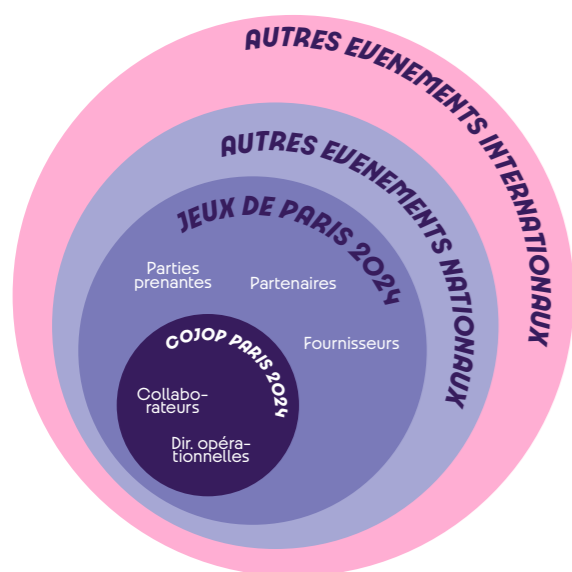 AUTRES EVENEMENTS INTERNATIONAUX
AUTRES EVENEMENTS NATIONAUX
JEUX DE PARIS 2024
Parties
prenantes
Partenaires
Fournisseurs
COJOP PARIS 2024
Collabo-
rateurs
Dir. opéra-
tionnelles